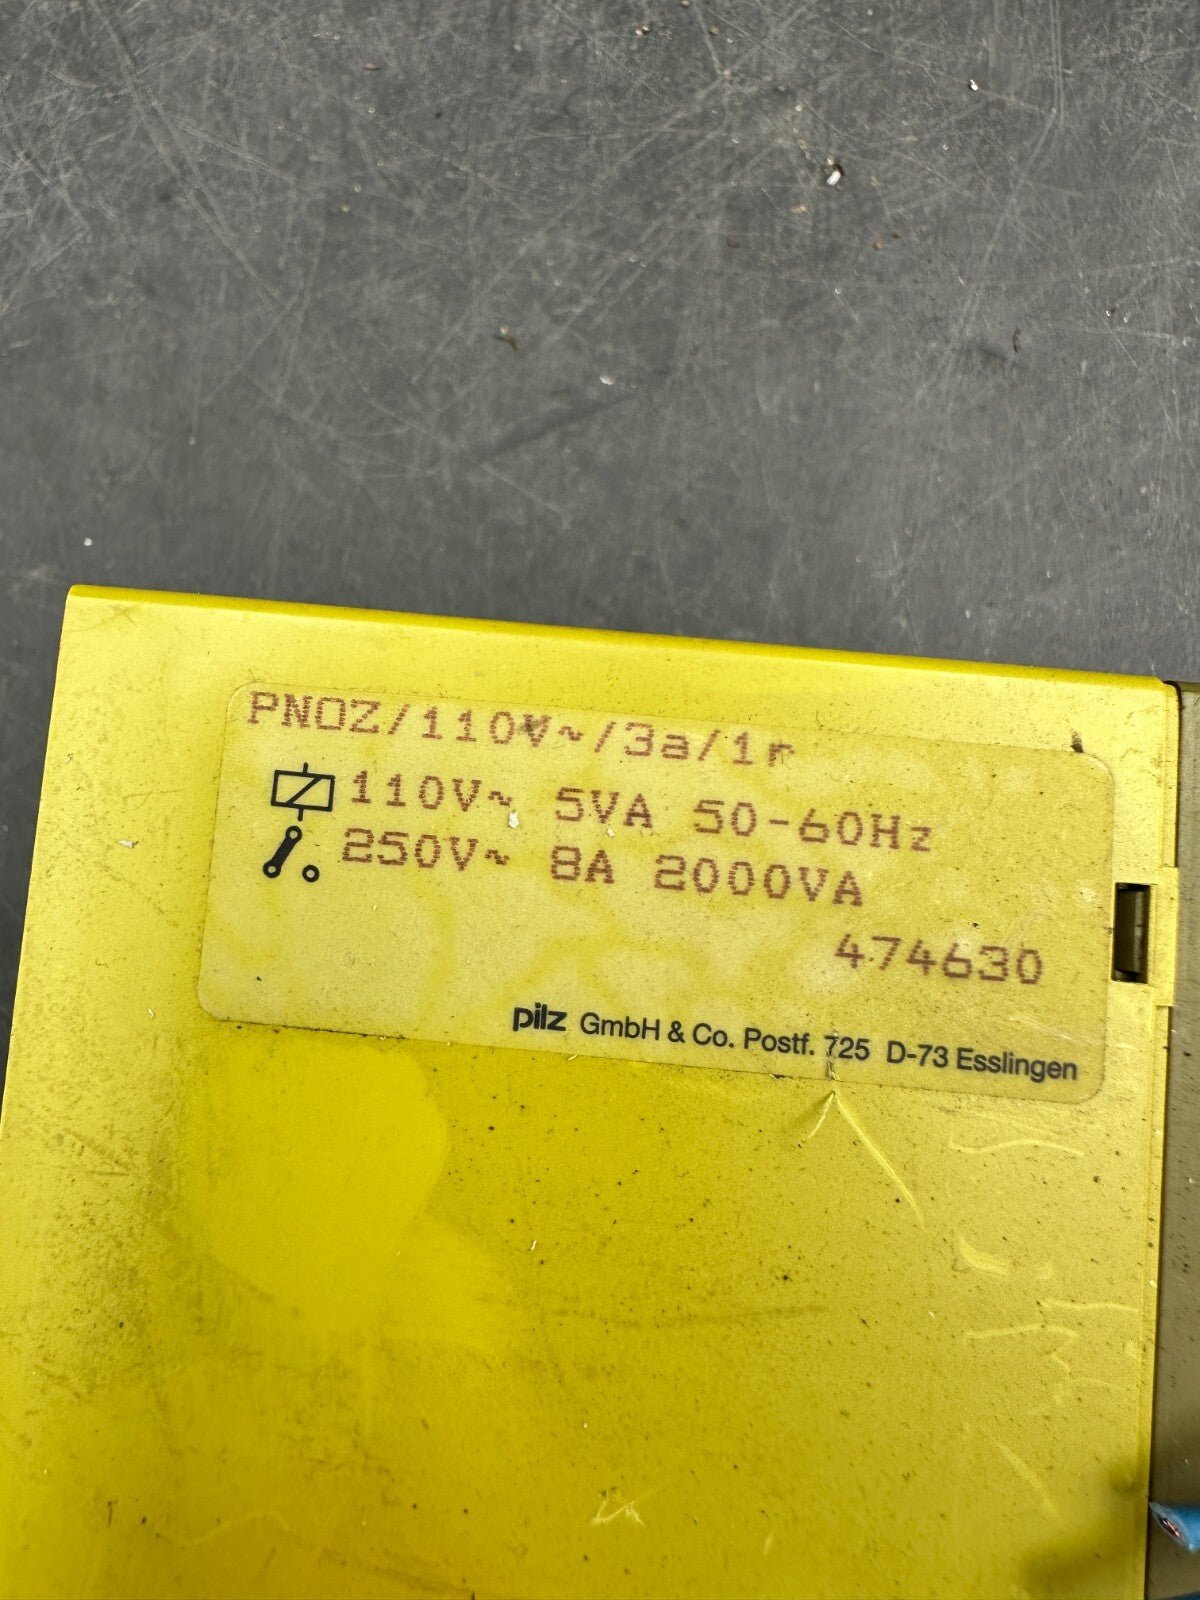 PNOZ/110V~/3a/1r
110V~ 5VA 50-60Hz
250V~ 8A 2000VA
474630
pilz GmbH & Co. Postf. 725 D-73 Esslingen